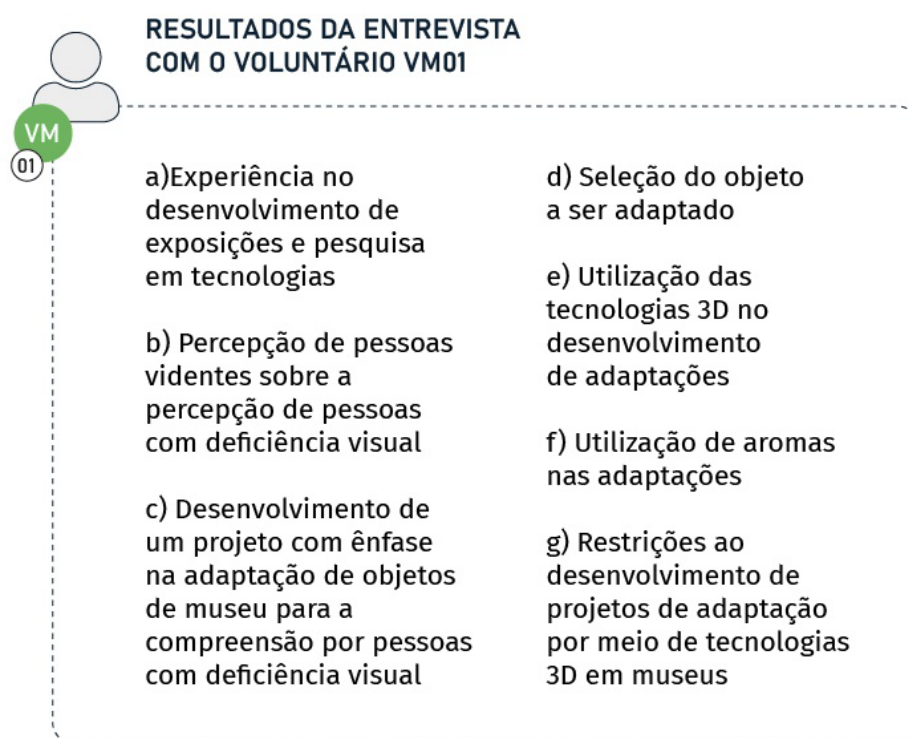 RESULTADOS DA ENTREVISTA
COM O VOLUNTÁRIO VM01
VM
01
a)Experiência no
desenvolvimento de
exposições e pesquisa
em tecnologias
b) Percepção de pessoas
videntes sobre a
percepção de pessoas
com deficiência visual
c) Desenvolvimento de
um projeto com ênfase
na adaptação de objetos
de museu para a
compreensão por pessoas
com deficiência visual
d) Seleção do objeto
a ser adaptado
e) Utilização das
tecnologias 3D no
desenvolvimento
de adaptações
f) Utilização de aromas
nas adaptações
g) Restrições ao
desenvolvimento de
projetos de adaptação
por meio de tecnologias
3D em museus